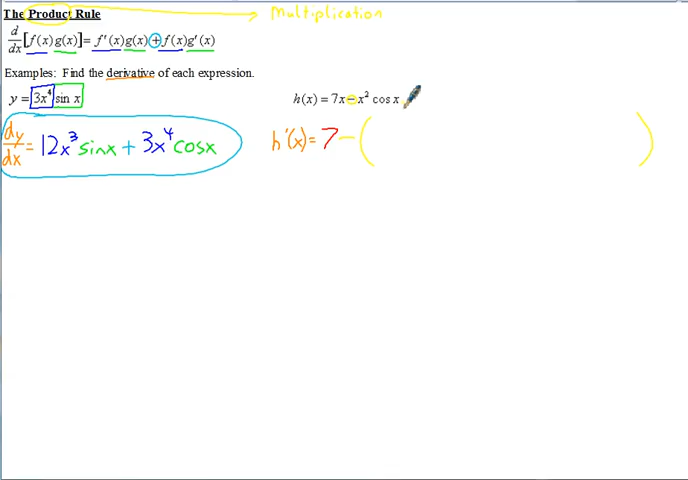 The Product Rule → Multiplication
d/dx [f(x)g(x)] = f'(x)g(x) + f(x)g'(x)
Examples: Find the derivative of each expression.
y = 3x⁴ sin x
h(x) = 7x − x² cos x
dy/dx = 12x³ sinx + 3x⁴ cosx
h'(x) = 7 − ( )